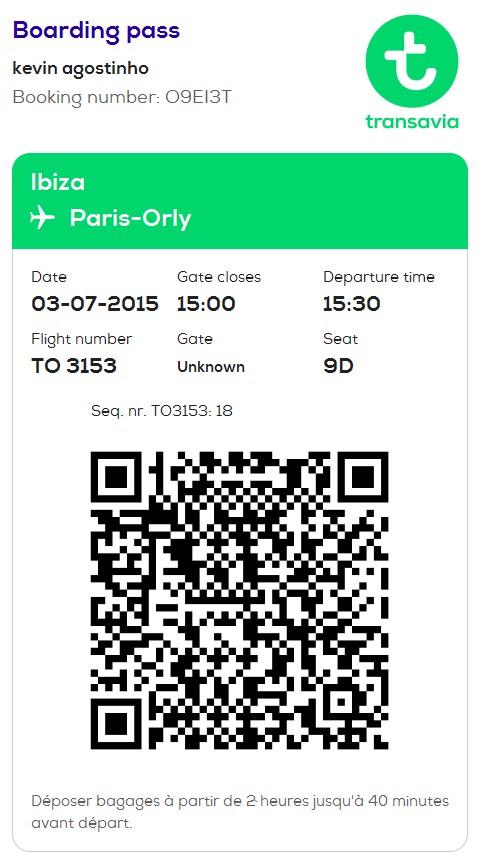 Boarding pass
kevin agostinho
Booking number: O9EI3T
transavia
Ibiza
Paris-Orly
Date Gate closes Departure time
03-07-2015 15:00 15:30
Flight number Gate Seat
TO 3153 Unknown 9D
Seq. nr. TO3153: 18
Déposer bagages à partir de 2 heures jusqu'à 40 minutes
avant départ.